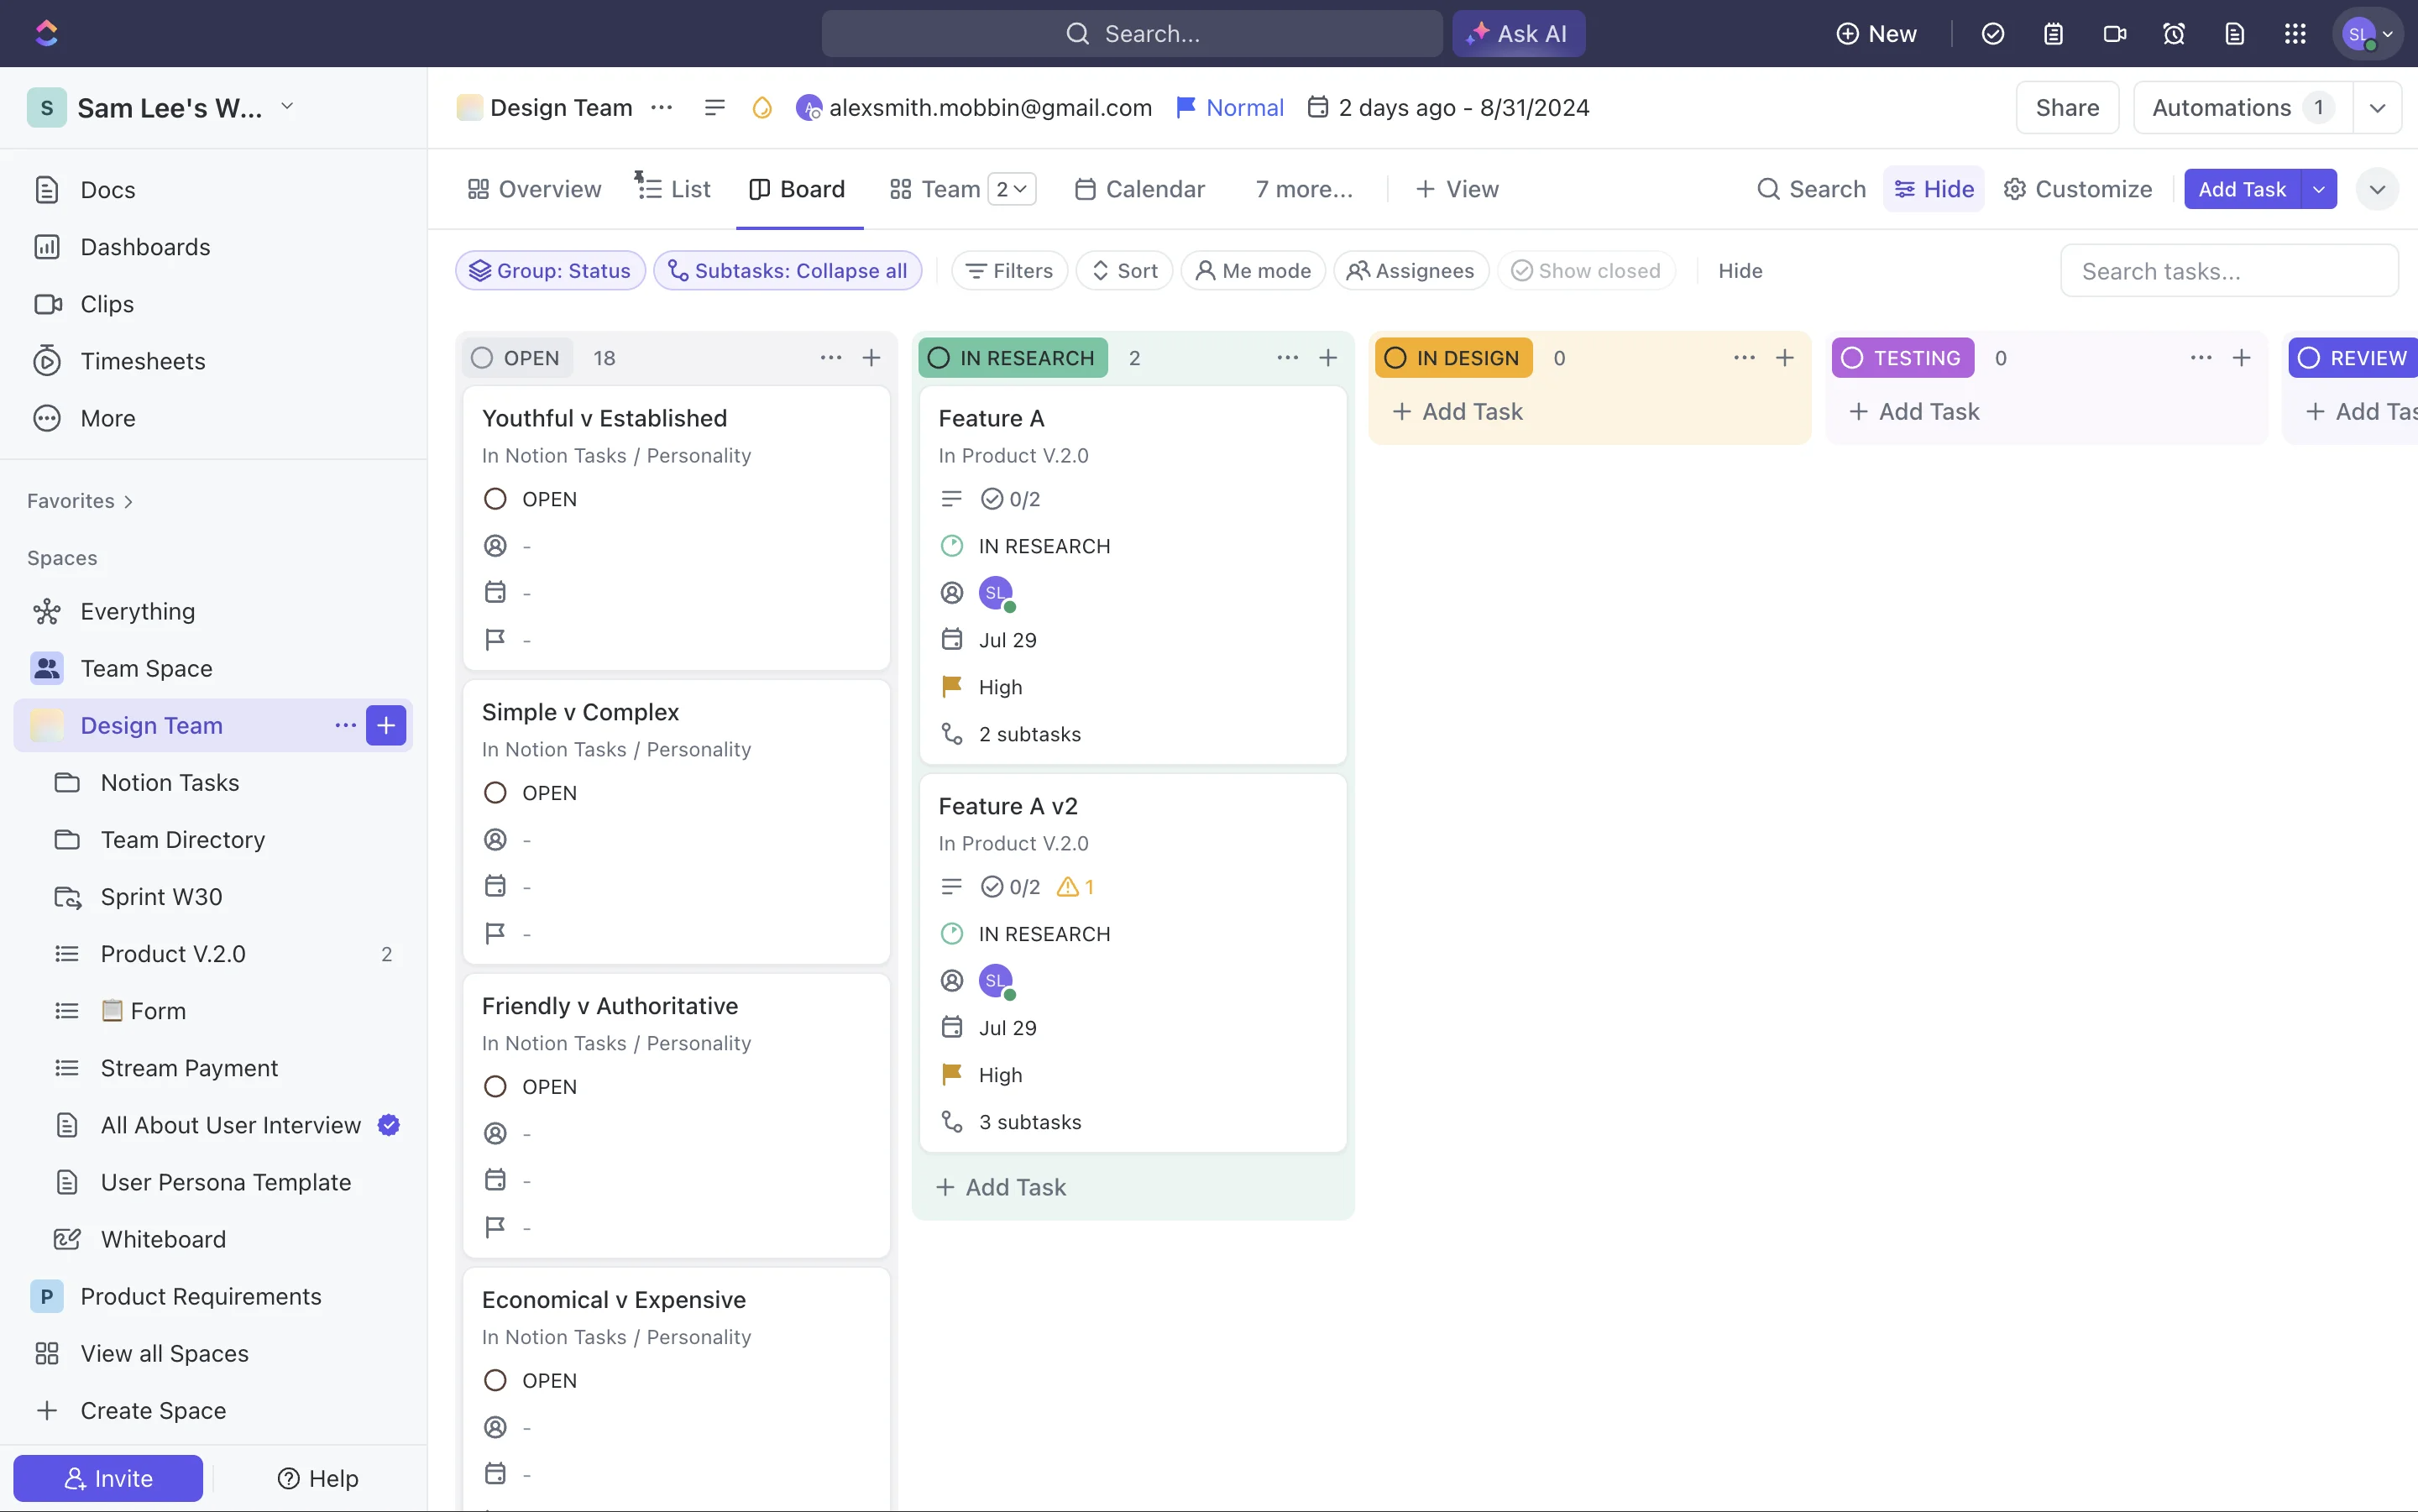 Search...
Ask AI
New
SL
S Sam Lee's W...
Docs
Dashboards
Clips
Timesheets
More
Favorites
Spaces
Everything
Team Space
Design Team
Notion Tasks
Team Directory
Sprint W30
Product V.2.0 2
Form
Stream Payment
All About User Interview
User Persona Template
Whiteboard
P Product Requirements
View all Spaces
Create Space
Invite
Help
Design Team
A alexsmith.mobbin@gmail.com
Normal
2 days ago - 8/31/2024
Share
Automations 1
Overview
List
Board
Team 2
Calendar
7 more...
View
Search
Hide
Customize
Add Task
Group: Status
Subtasks: Collapse all
Filters
Sort
Me mode
Assignees
Show closed
Hide
Search tasks...
OPEN 18
Youthful v Established
In Notion Tasks / Personality
OPEN
-
-
-
Simple v Complex
In Notion Tasks / Personality
OPEN
-
-
-
Friendly v Authoritative
In Notion Tasks / Personality
OPEN
-
-
-
Economical v Expensive
In Notion Tasks / Personality
OPEN
-
-
IN RESEARCH 2
Feature A
In Product V.2.0
0/2
IN RESEARCH
SL
Jul 29
High
2 subtasks
Feature A v2
In Product V.2.0
0/2 1
IN RESEARCH
SL
Jul 29
High
3 subtasks
Add Task
IN DESIGN 0
Add Task
TESTING 0
Add Task
REVIEW
Add Tas